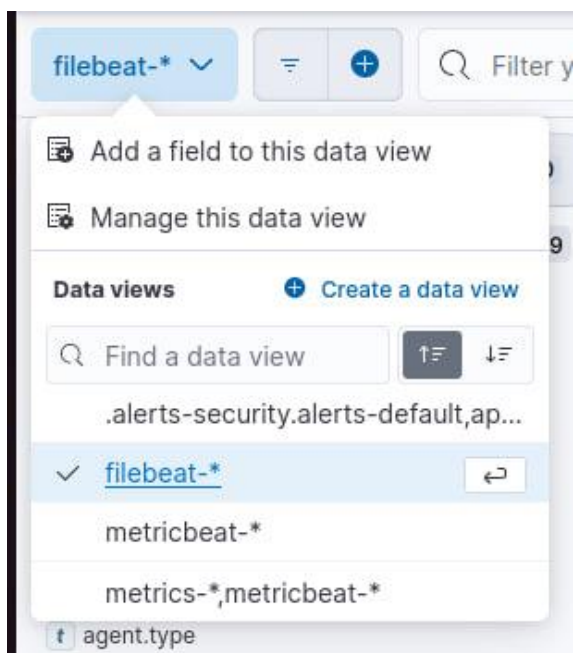 filebeat-*
Filter y
Add a field to this data view
Manage this data view
9
Data views
Create a data view
Find a data view
.alerts-security.alerts-default,ap...
filebeat-*
metricbeat-*
metrics-*,metricbeat-*
t agent.type